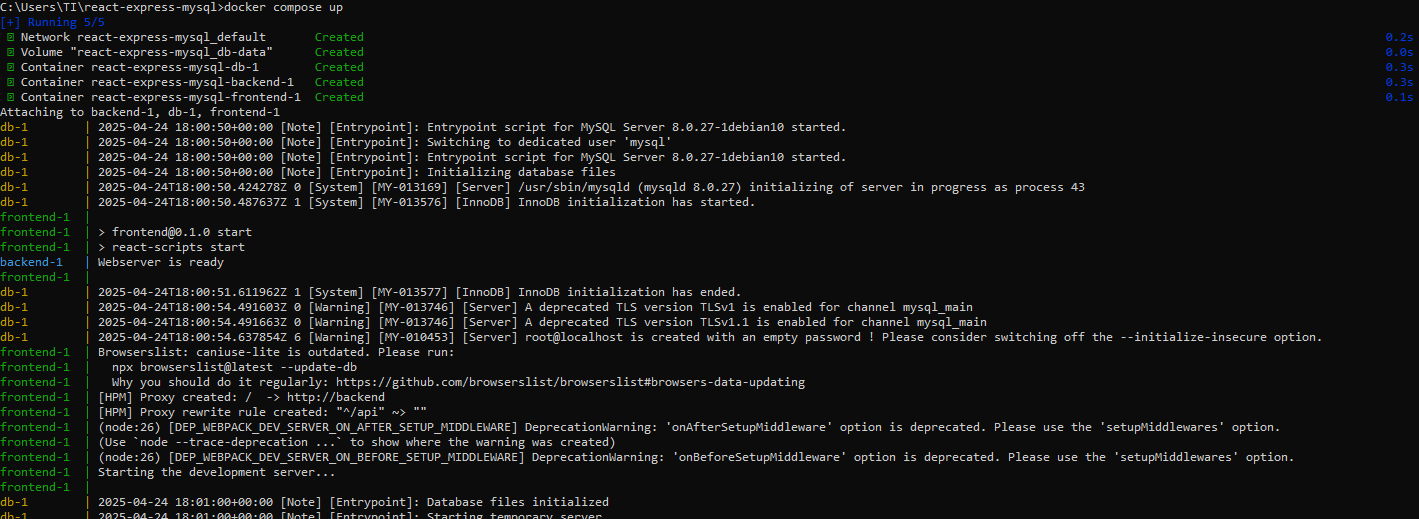 C:\Users\TI\react-express-mysql>docker compose up
[+] Running 5/5
Network react-express-mysql_default Created 0.2s
Volume "react-express-mysql_db-data" Created 0.0s
Container react-express-mysql-db-1 Created 0.3s
Container react-express-mysql-backend-1 Created 0.3s
Container react-express-mysql-frontend-1 Created 0.1s
Attaching to backend-1, db-1, frontend-1
db-1 | 2025-04-24 18:00:50+00:00 [Note] [Entrypoint]: Entrypoint script for MySQL Server 8.0.27-1debian10 started.
db-1 | 2025-04-24 18:00:50+00:00 [Note] [Entrypoint]: Switching to dedicated user 'mysql'
db-1 | 2025-04-24 18:00:50+00:00 [Note] [Entrypoint]: Entrypoint script for MySQL Server 8.0.27-1debian10 started.
db-1 | 2025-04-24 18:00:50+00:00 [Note] [Entrypoint]: Initializing database files
db-1 | 2025-04-24T18:00:50.424278Z 0 [System] [MY-013169] [Server] /usr/sbin/mysqld (mysqld 8.0.27) initializing of server in progress as process 43
db-1 | 2025-04-24T18:00:50.487637Z 1 [System] [MY-013576] [InnoDB] InnoDB initialization has started.
frontend-1 |
frontend-1 | > frontend@0.1.0 start
frontend-1 | > react-scripts start
backend-1 | Webserver is ready
frontend-1 |
db-1 | 2025-04-24T18:00:51.611962Z 1 [System] [MY-013577] [InnoDB] InnoDB initialization has ended.
db-1 | 2025-04-24T18:00:54.491603Z 0 [Warning] [MY-013746] [Server] A deprecated TLS version TLSv1 is enabled for channel mysql_main
db-1 | 2025-04-24T18:00:54.491663Z 0 [Warning] [MY-013746] [Server] A deprecated TLS version TLSv1.1 is enabled for channel mysql_main
db-1 | 2025-04-24T18:00:54.637854Z 6 [Warning] [MY-010453] [Server] root@localhost is created with an empty password ! Please consider switching off the --initialize-insecure option.
frontend-1 | Browserslist: caniuse-lite is outdated. Please run:
frontend-1 | npx browserslist@latest --update-db
frontend-1 | Why you should do it regularly: https://github.com/browserslist/browserslist#browsers-data-updating
frontend-1 | [HPM] Proxy created: / -> http://backend
frontend-1 | [HPM] Proxy rewrite rule created: "^/api" ~> ""
frontend-1 | (node:26) [DEP_WEBPACK_DEV_SERVER_ON_AFTER_SETUP_MIDDLEWARE] DeprecationWarning: 'onAfterSetupMiddleware' option is deprecated. Please use the 'setupMiddlewares' option.
frontend-1 | (Use `node --trace-deprecation ...` to show where the warning was created)
frontend-1 | (node:26) [DEP_WEBPACK_DEV_SERVER_ON_BEFORE_SETUP_MIDDLEWARE] DeprecationWarning: 'onBeforeSetupMiddleware' option is deprecated. Please use the 'setupMiddlewares' option.
frontend-1 | Starting the development server...
frontend-1 |
db-1 | 2025-04-24 18:01:00+00:00 [Note] [Entrypoint]: Database files initialized
db-1 | 2025-04-24 18:01:00+00:00 [Note] [Entrypoint]: Starting temporary server